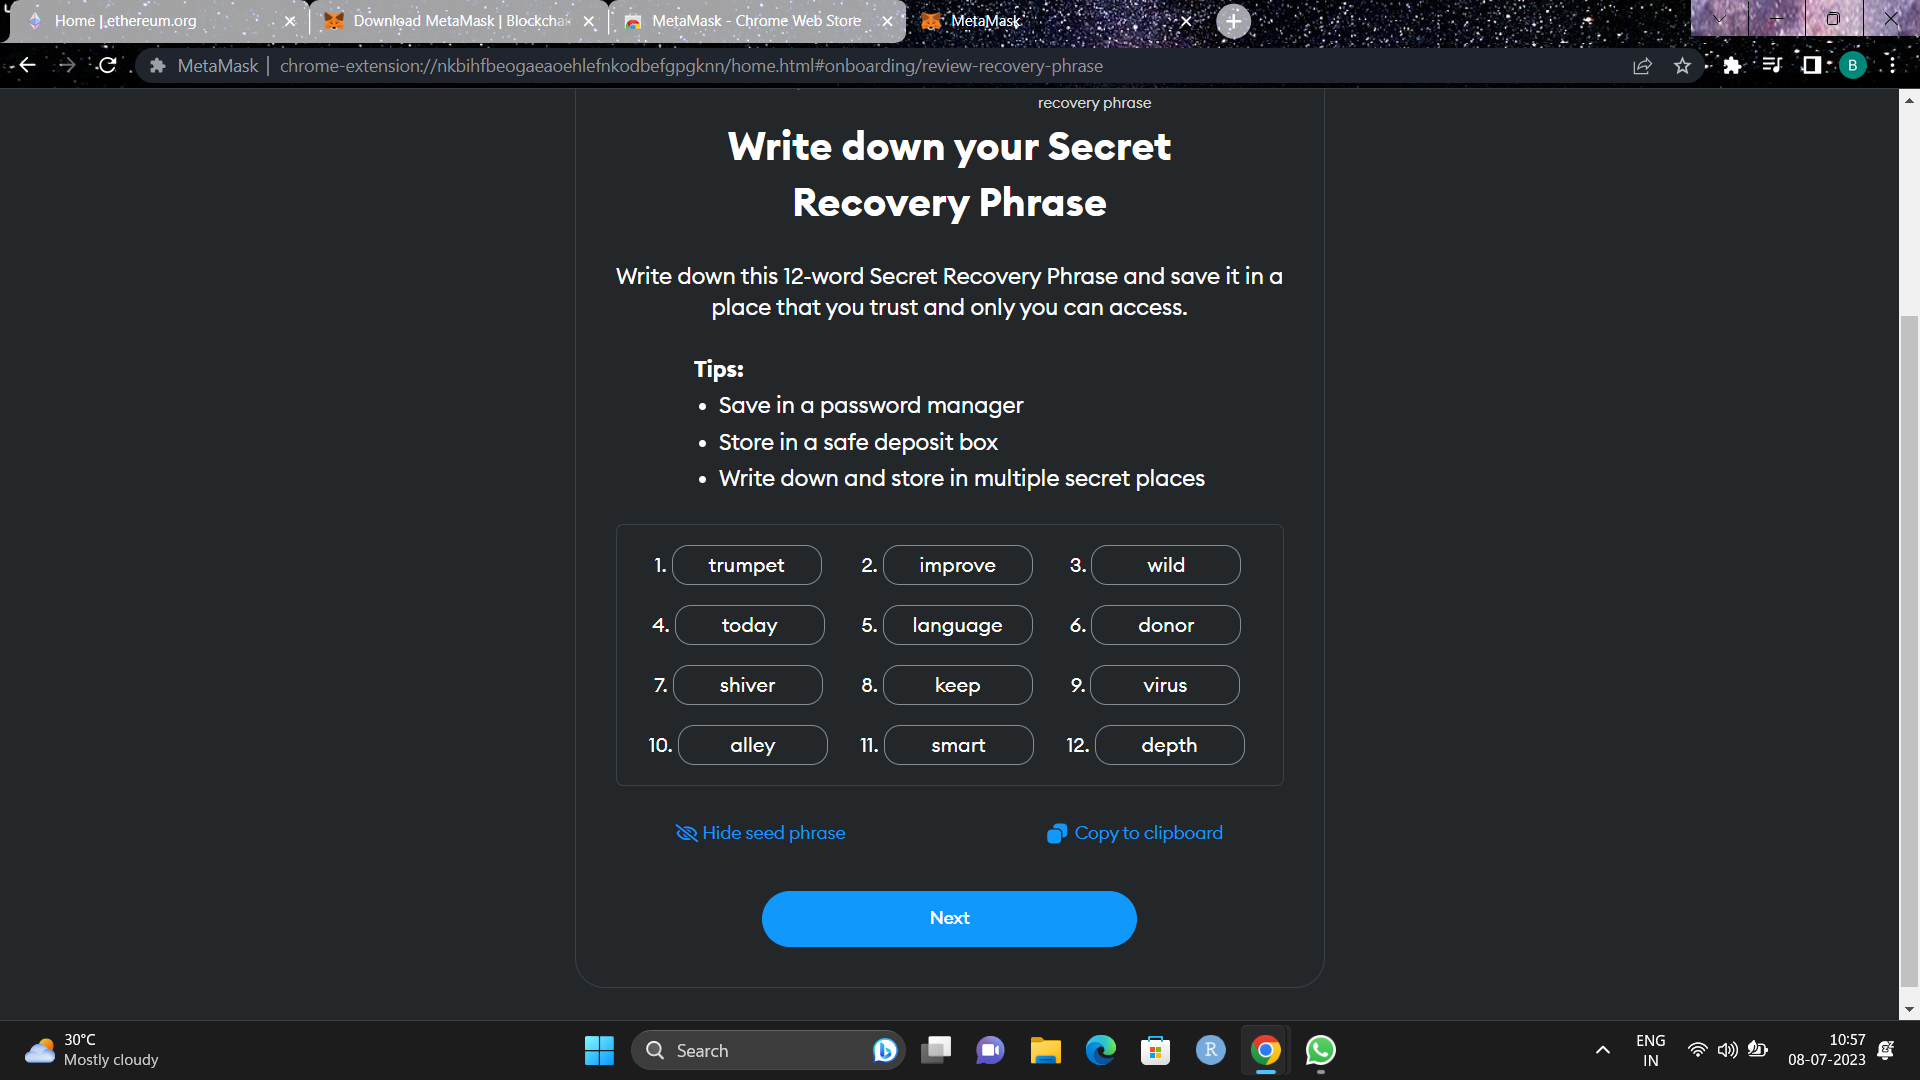 Home | ethereum.org
Download MetaMask | Blockcha
MetaMask - Chrome Web Store
MetaMask
MetaMask | chrome-extension://nkbihfbeogaeaoehlefnkodbefgpgknn/home.html#onboarding/review-recovery-phrase
B
recovery phrase
Write down your Secret
Recovery Phrase
Write down this 12-word Secret Recovery Phrase and save it in a
place that you trust and only you can access.
Tips:
• Save in a password manager
• Store in a safe deposit box
• Write down and store in multiple secret places
1. trumpet 2. improve 3. wild
4. today 5. language 6. donor
7. shiver 8. keep 9. virus
10. alley 11. smart 12. depth
Hide seed phrase Copy to clipboard
Next
30°C
Mostly cloudy
Search
R
ENG
IN
10:57
08-07-2023